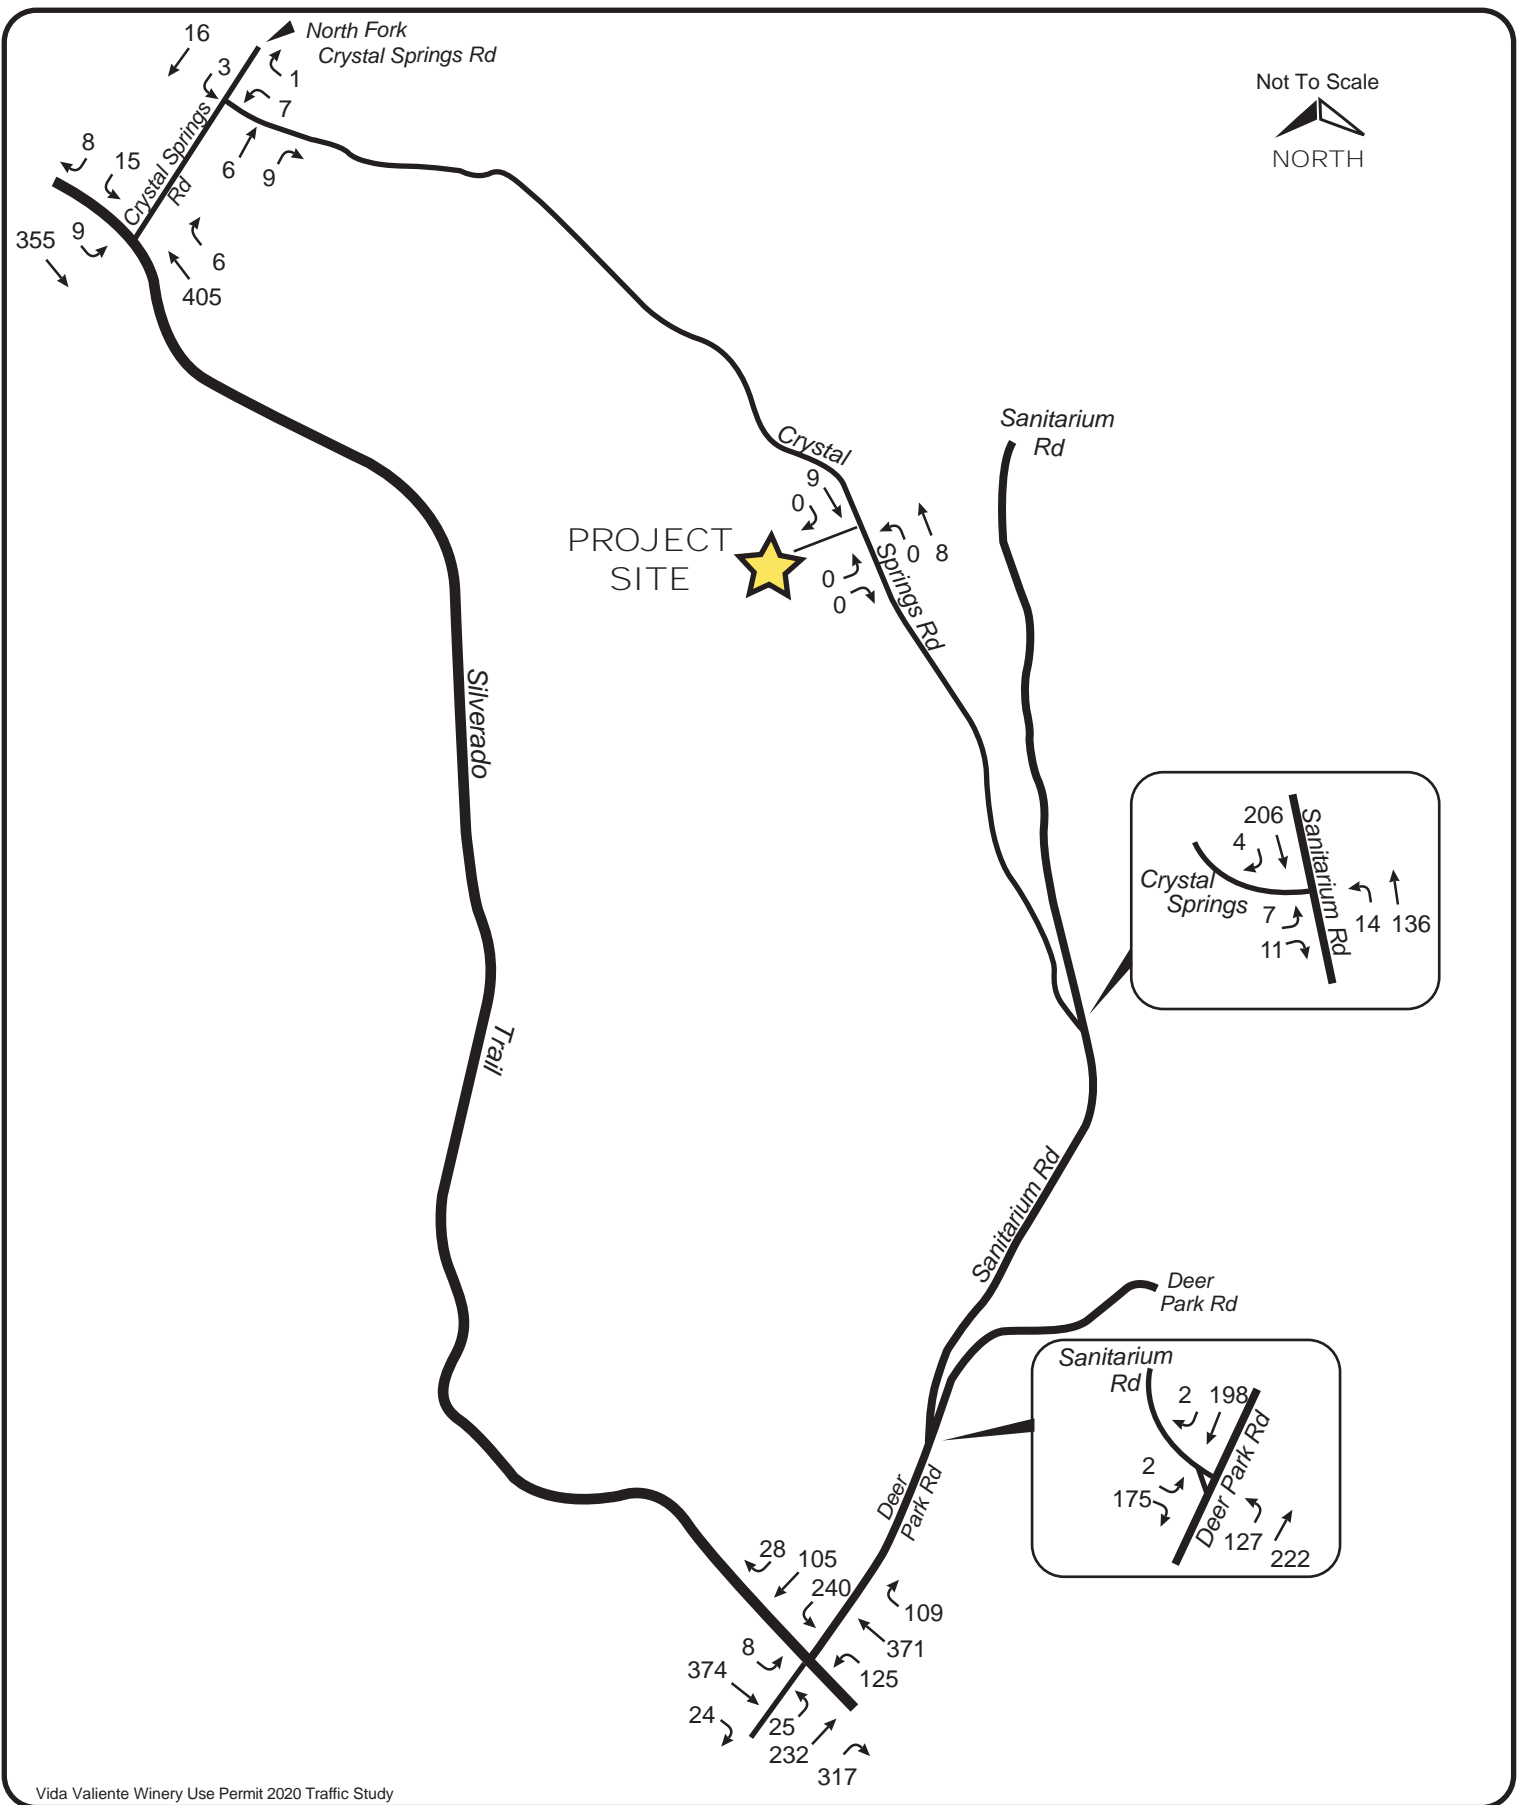 16
North Fork
Crystal Springs Rd
3
1
7
Not To Scale
NORTH
8
15
Crystal Springs
Rd
6
9
355
9
6
405
Sanitarium
Rd
Crystal
9
0
PROJECT
SITE
0
8
0
0
Springs Rd
Silverado
206
4
Sanitarium Rd
Crystal
Springs
7
14
136
11
Trail
Sanitarium Rd
Deer
Park Rd
Sanitarium
Rd
2
198
2
175
Deer Park Rd
127
222
Deer
Park Rd
28
105
240
109
8
371
374
125
24
25
232
317
Vida Valiente Winery Use Permit 2020 Traffic Study